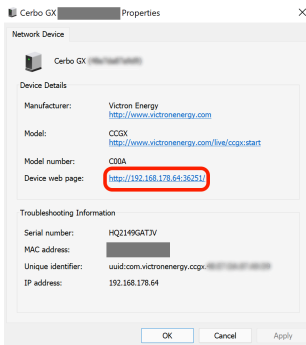 Cerbo GX Properties
Network Device
Cerbo GX
Device Details
Manufacturer: Victron Energy
http://www.victronenergy.com
Model: CCGX
http://www.victronenergy.com/live/ccgx:start
Model number: C00A
Device web page: http://192.168.178.64:36251/
Troubleshooting Information
Serial number: HQ2149GATJV
MAC address:
Unique identifier: uuid:com.victronenergy.ccgx.
IP address: 192.168.178.64
OK Cancel Apply